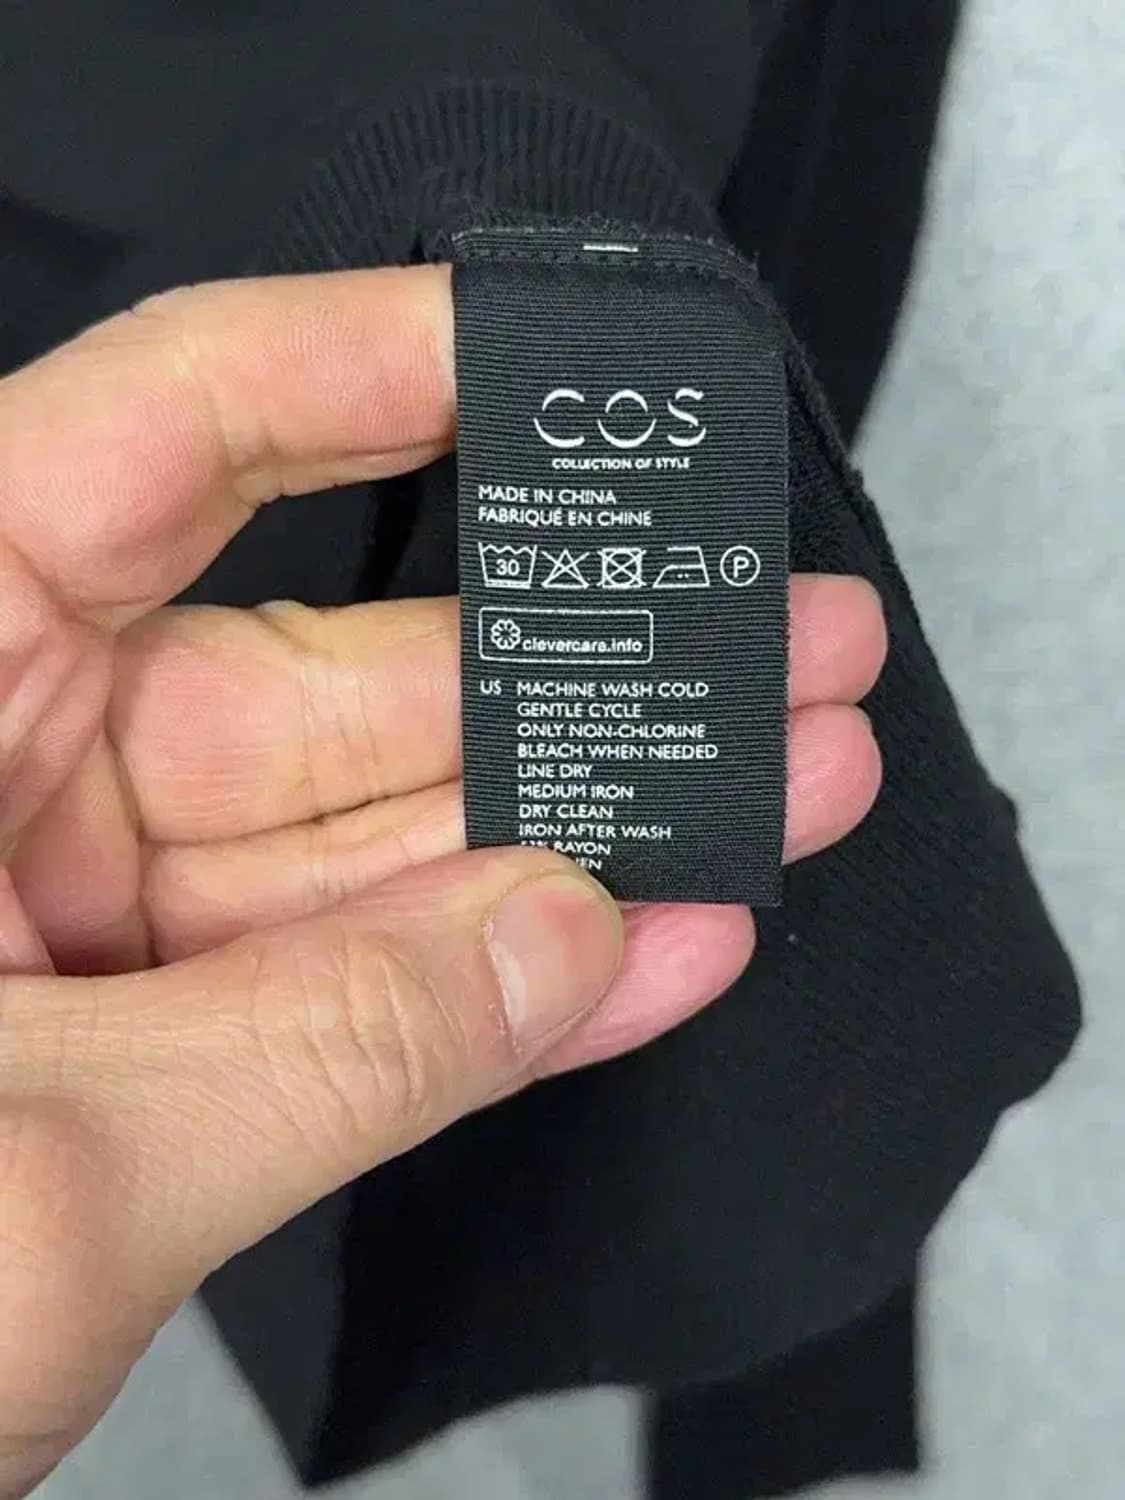 COS
COLLECTION OF STYLE
MADE IN CHINA
FABRIQUÉ EN CHINE
30 P
clevercare.info
US MACHINE WASH COLD
GENTLE CYCLE
ONLY NON-CHLORINE
BLEACH WHEN NEEDED
LINE DRY
MEDIUM IRON
DRY CLEAN
IRON AFTER WASH
RAYON